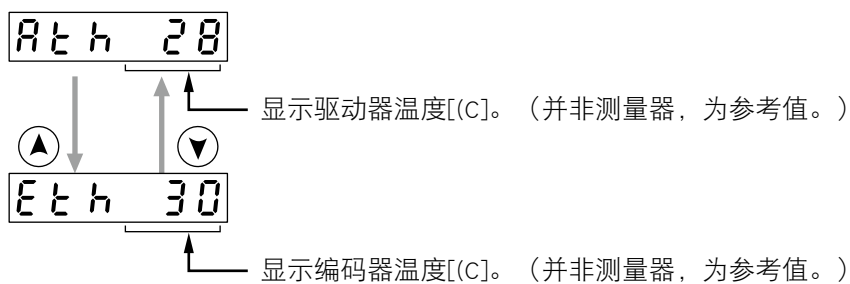 Ath 28
显示驱动器温度[(C]。（并非测量器，为参考值。）
Eth 30
显示编码器温度[(C]。（并非测量器，为参考值。）